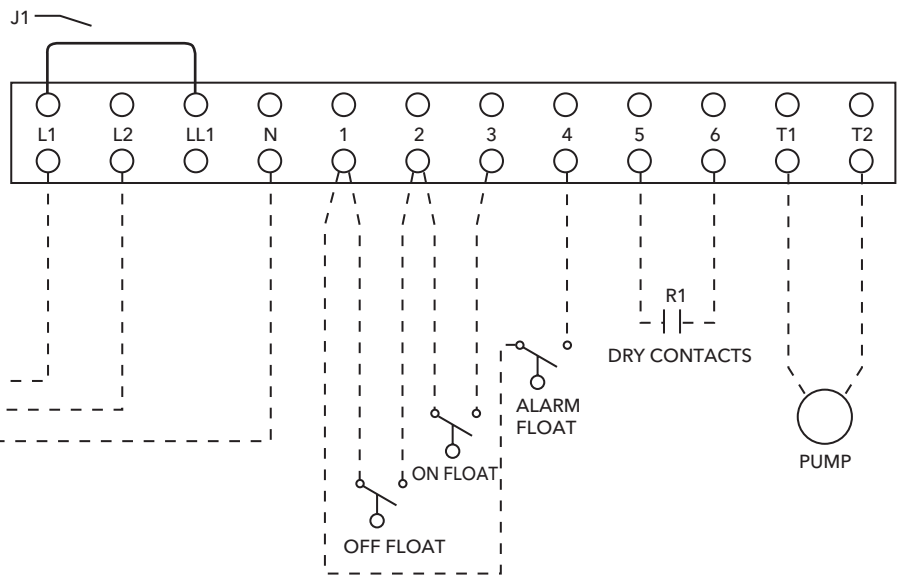 J1
L1 L2 LL1 N 1 2 3 4 5 6 T1 T2
R1
DRY CONTACTS
ALARM
FLOAT
PUMP
ON FLOAT
OFF FLOAT